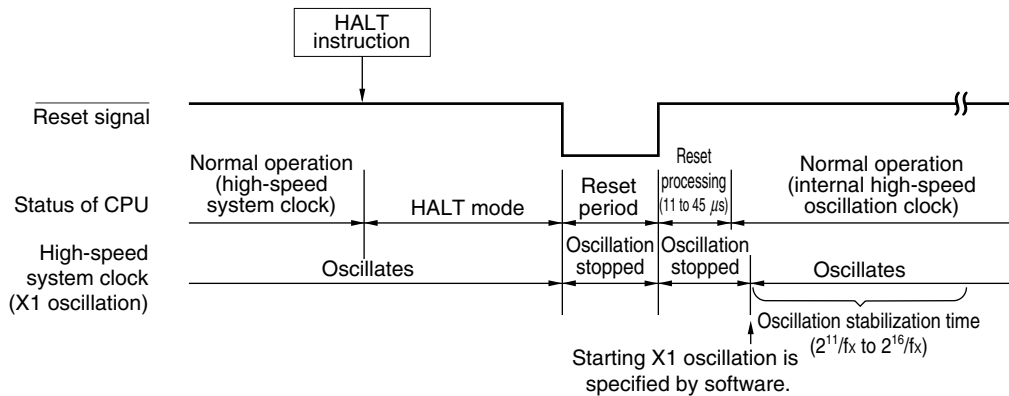 HALT
instruction
Reset signal
Normal operation
(high-speed
system clock)
HALT mode
Reset
period
Reset
processing
(11 to 45 μs)
Normal operation
(internal high-speed
oscillation clock)
Status of CPU
High-speed
system clock
(X1 oscillation)
Oscillates
Oscillation
stopped
Oscillation
stopped
Oscillates
Oscillation stabilization time
(2¹¹/fx to 2¹⁶/fx)
Starting X1 oscillation is
specified by software.